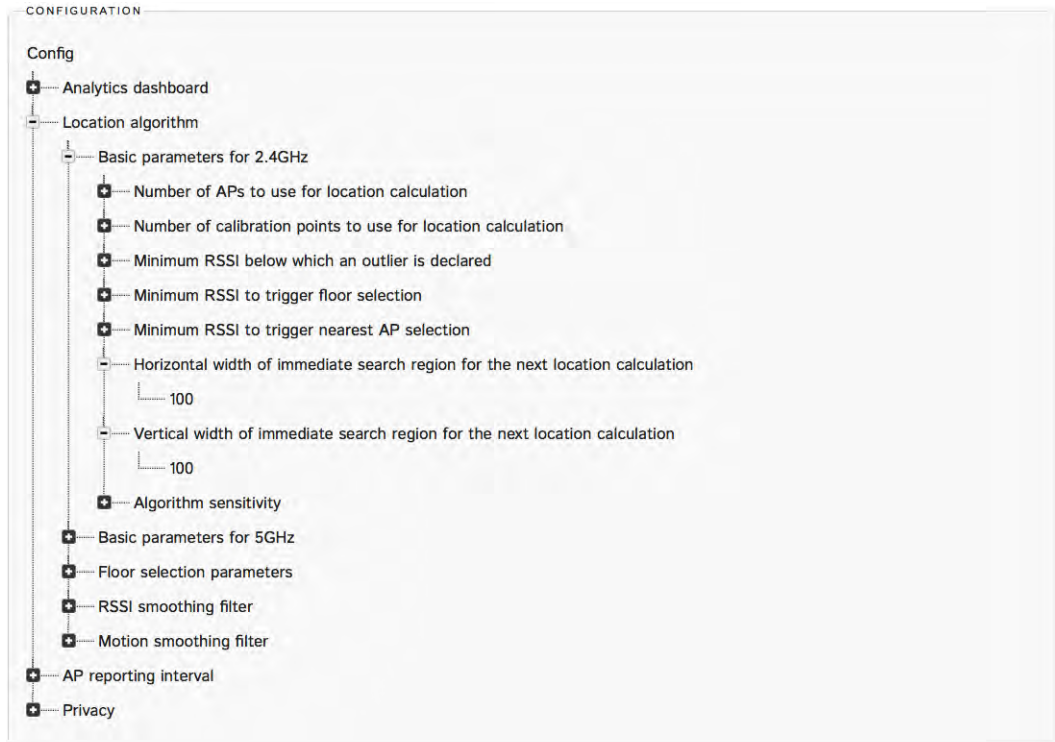 CONFIGURATION
Config
Analytics dashboard
Location algorithm
Basic parameters for 2.4GHz
Number of APs to use for location calculation
Number of calibration points to use for location calculation
Minimum RSSI below which an outlier is declared
Minimum RSSI to trigger floor selection
Minimum RSSI to trigger nearest AP selection
Horizontal width of immediate search region for the next location calculation
100
Vertical width of immediate search region for the next location calculation
100
Algorithm sensitivity
Basic parameters for 5GHz
Floor selection parameters
RSSI smoothing filter
Motion smoothing filter
AP reporting interval
Privacy